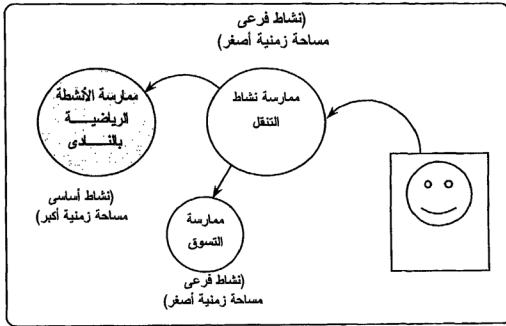 (نشاط فرعى
مساحة زمنية أصغر)
ممارسة الأنشطة
الرياضيـــــة
بالنـــادى
ممارسة نشاط
التنقل
(نشاط أساسى
مساحة زمنية أكبر)
ممارسة
التسوق
(نشاط فرعى
مساحة زمنية أصغر)